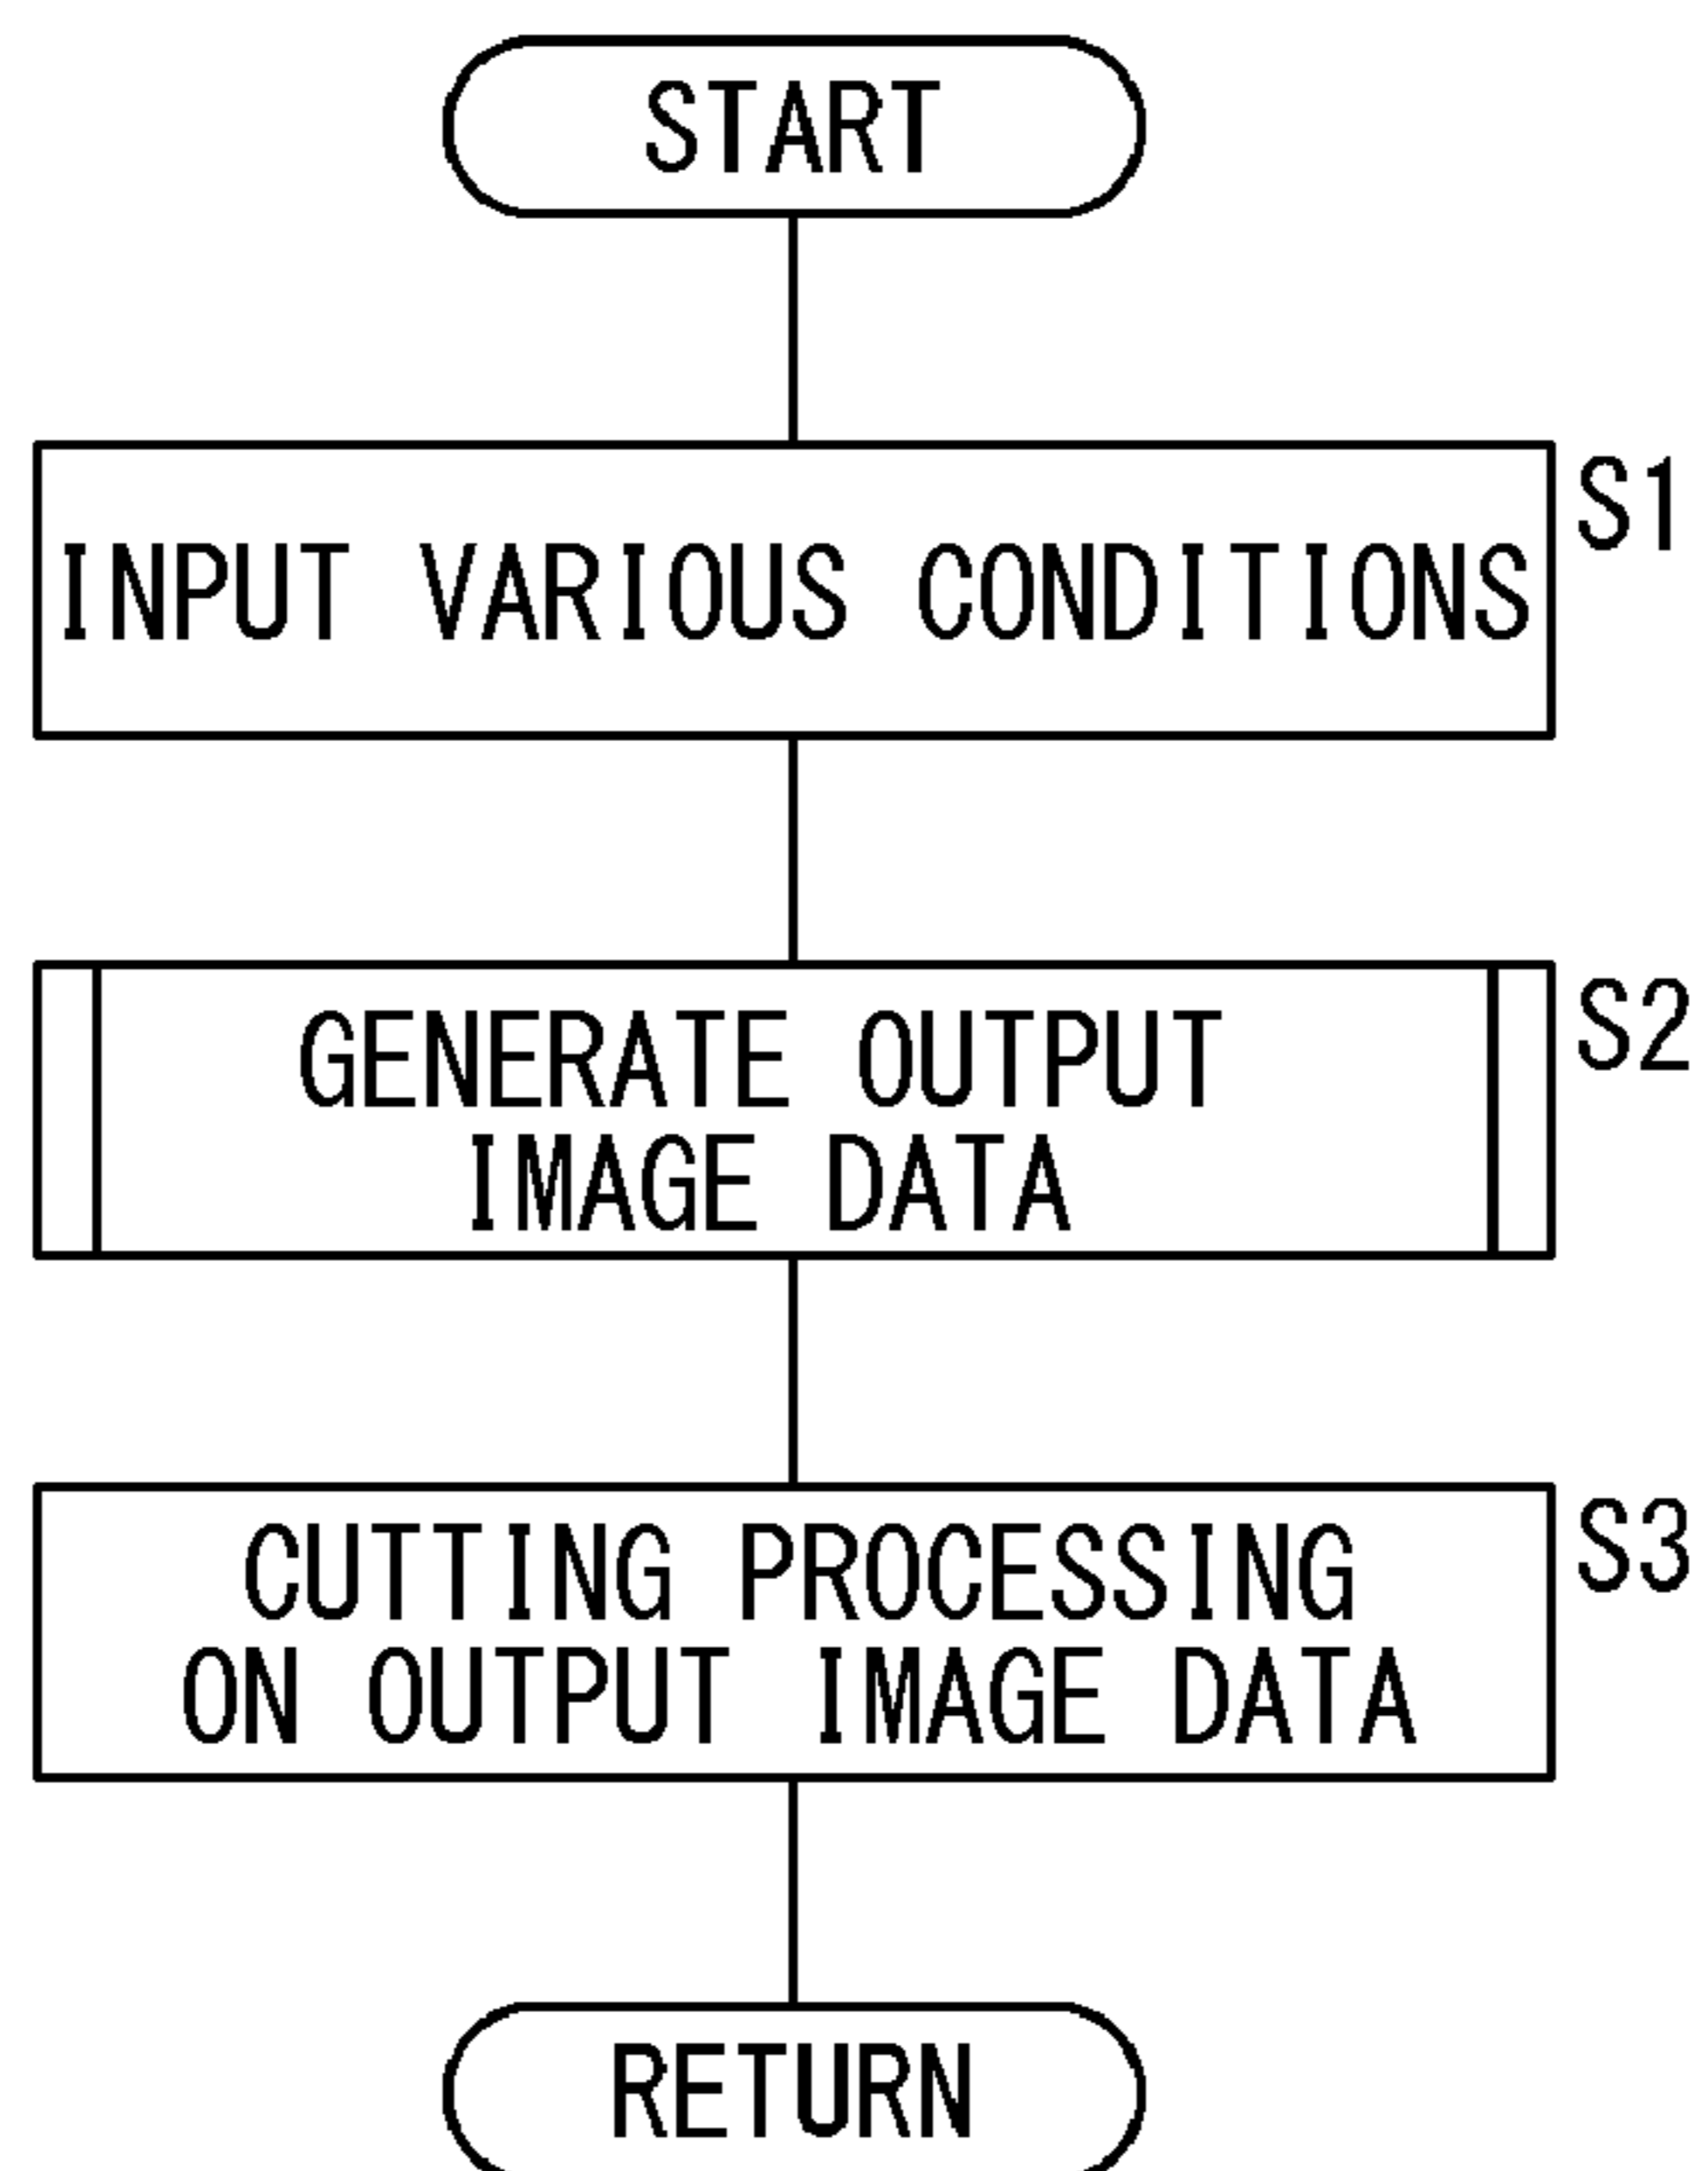 START
INPUT VARIOUS CONDITIONS
S1
GENERATE OUTPUT
IMAGE DATA
S2
CUTTING PROCESSING
ON OUTPUT IMAGE DATA
S3
RETURN